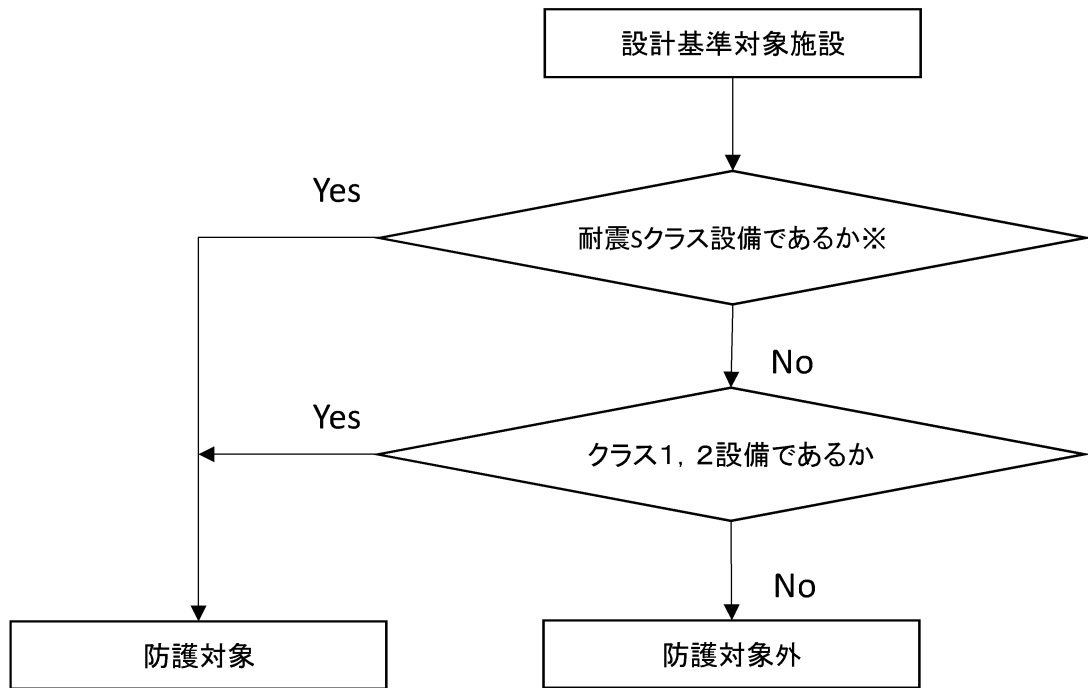 設計基準対象施設
Yes
耐震Sクラス設備であるか※
No
Yes
クラス１，２設備であるか
No
防護対象
防護対象外